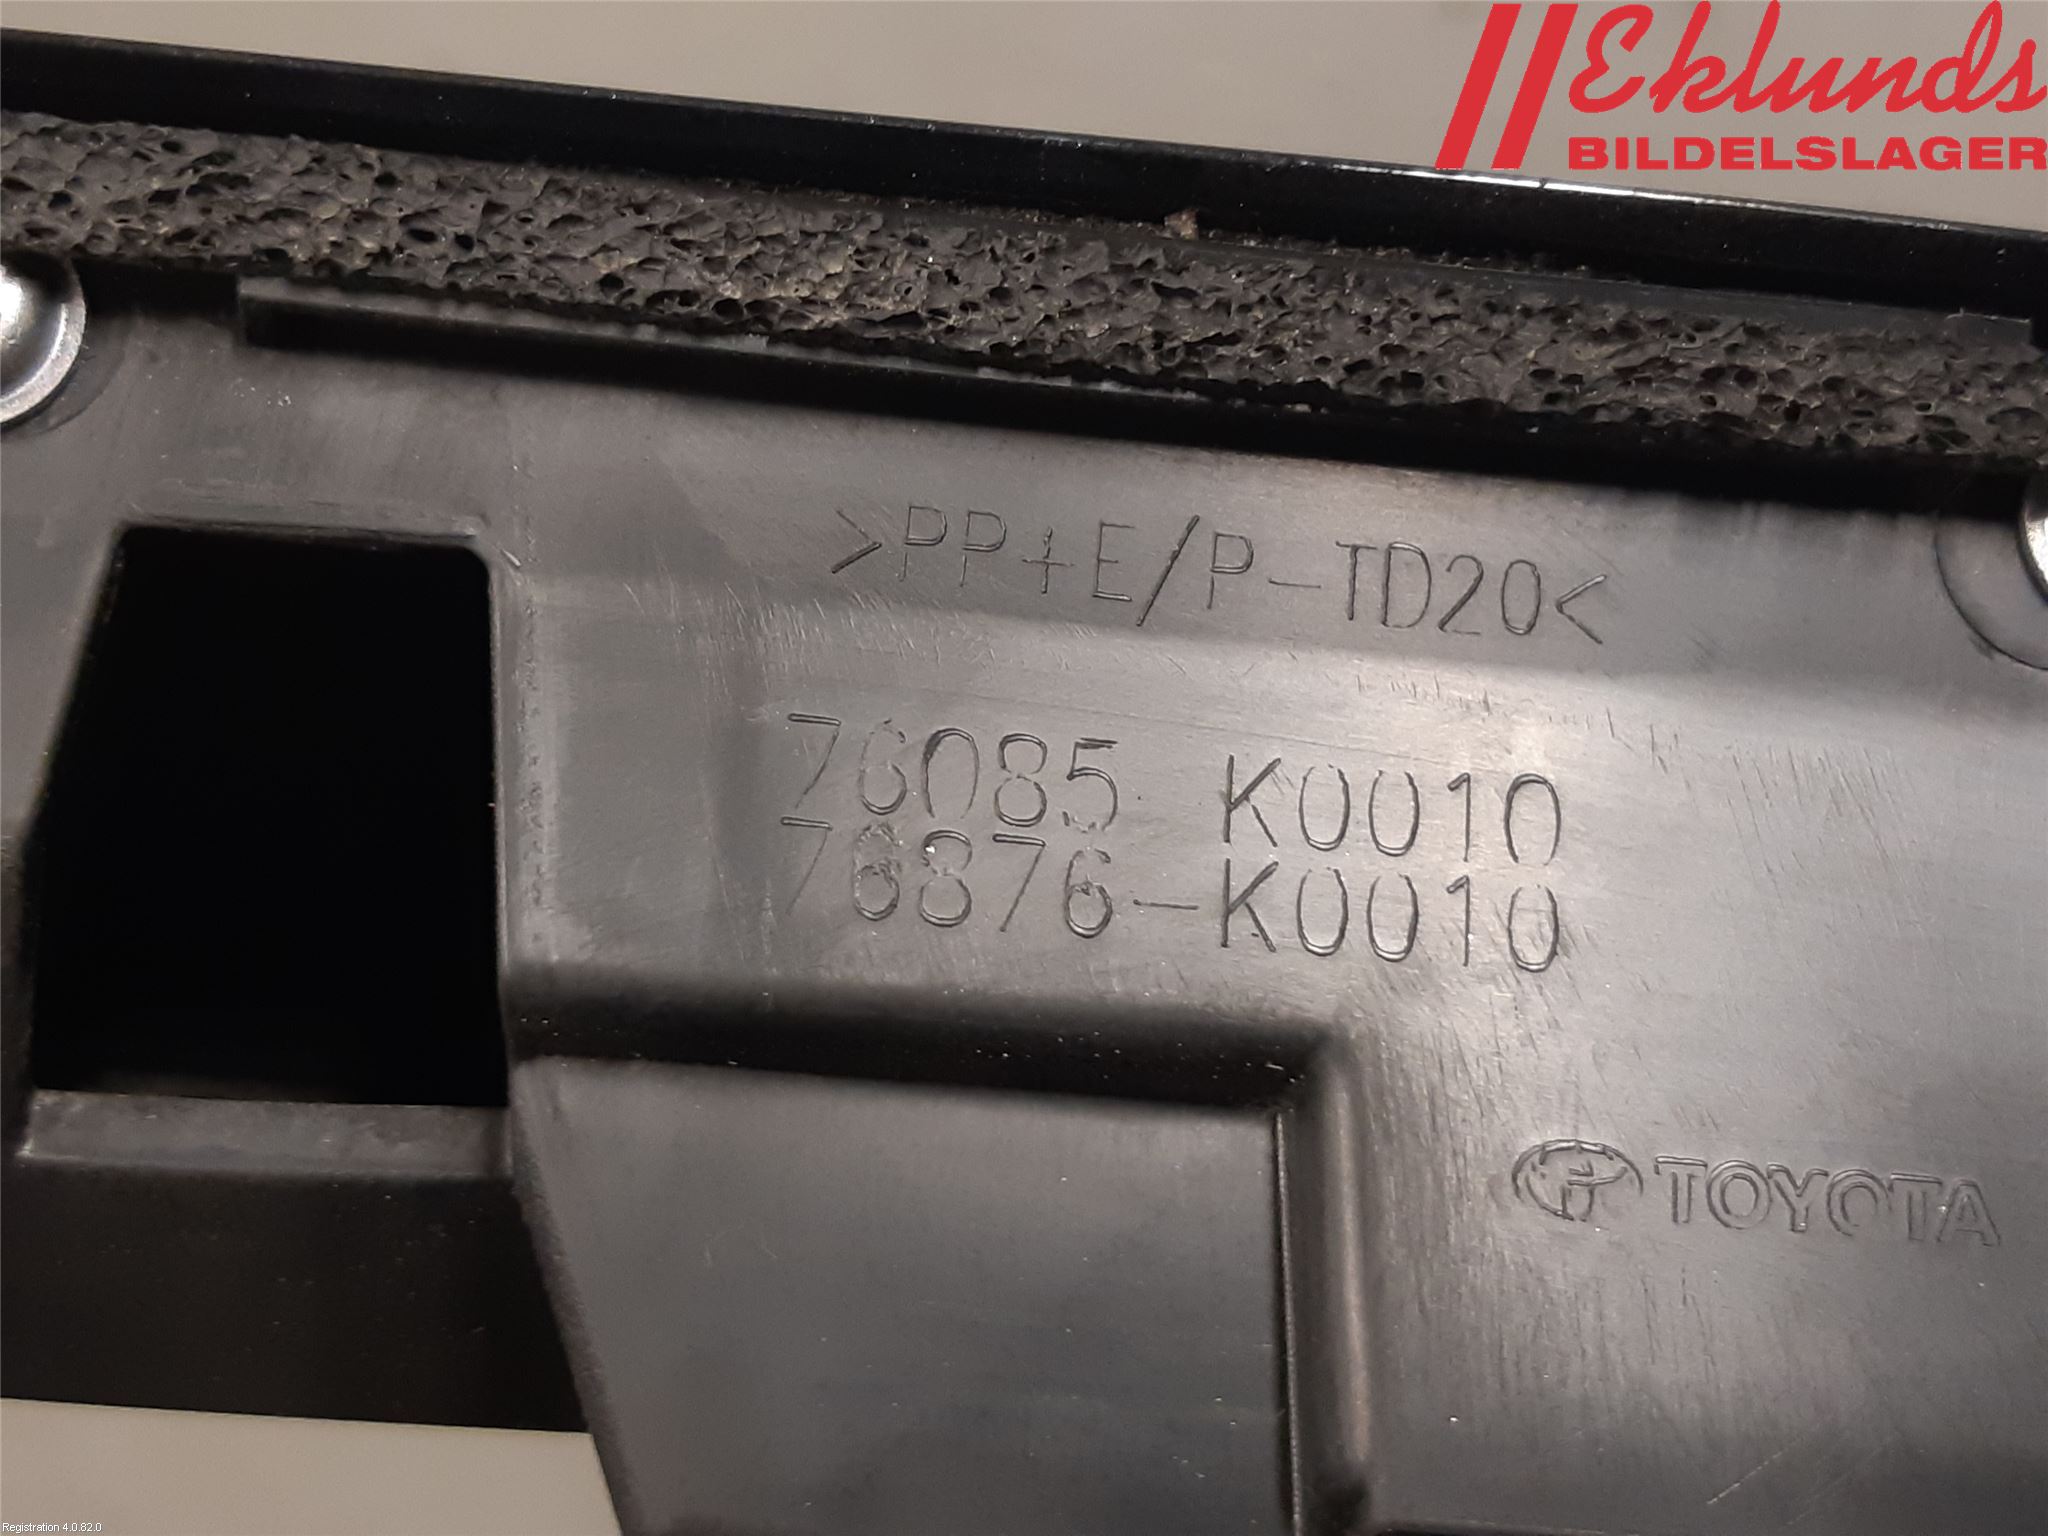 Eklunds
BILDELSLAGER
>PP+E/P-TD20<
76085 K0010
76876-K0010
TOYOTA
Registration 4.0.82.0